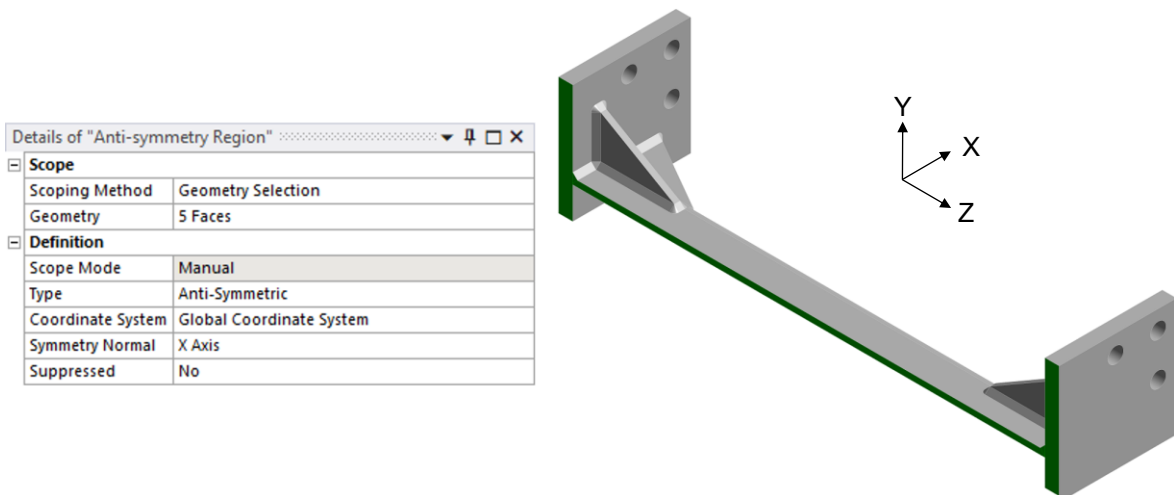 Details of "Anti-symmetry Region"
Scope
Scoping Method Geometry Selection
Geometry 5 Faces
Definition
Scope Mode Manual
Type Anti-Symmetric
Coordinate System Global Coordinate System
Symmetry Normal X Axis
Suppressed No
Y
X
Z